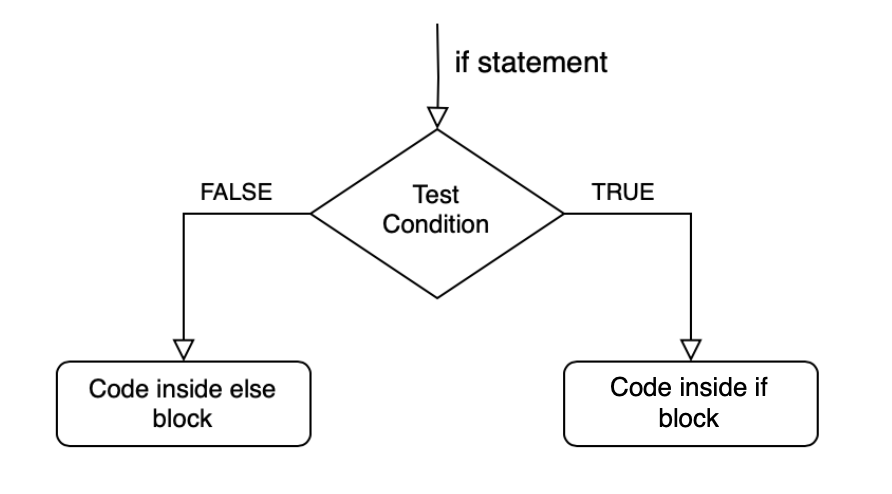 if statement
FALSE
TRUE
Test
Condition
Code inside else
block
Code inside if
block